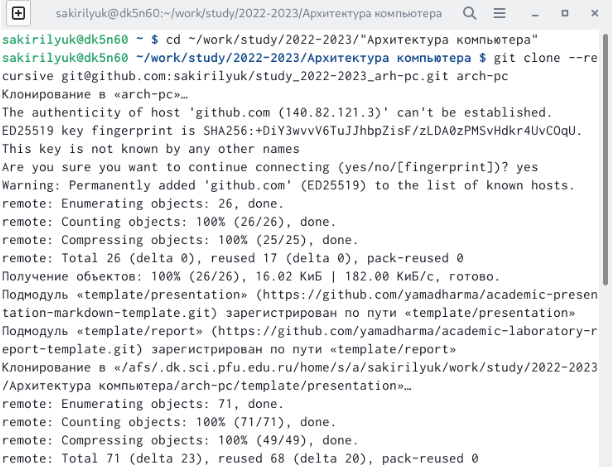 sakirilyuk@dk5n60:~/work/study/2022-2023/Архитектура компьютера
sakirilyuk@dk5n60 ~ $ cd ~/work/study/2022-2023/"Архитектура компьютера"
sakirilyuk@dk5n60 ~/work/study/2022-2023/Архитектура компьютера $ git clone --re
cursive git@github.com:sakirilyuk/study_2022-2023_arh-pc.git arch-pc
Клонирование в «arch-pc»…
The authenticity of host 'github.com (140.82.121.3)' can't be established.
ED25519 key fingerprint is SHA256:+DiY3wvvV6TuJJhbpZisF/zLDA0zPMSvHdkr4UvCOqU.
This key is not known by any other names
Are you sure you want to continue connecting (yes/no/[fingerprint])? yes
Warning: Permanently added 'github.com' (ED25519) to the list of known hosts.
remote: Enumerating objects: 26, done.
remote: Counting objects: 100% (26/26), done.
remote: Compressing objects: 100% (25/25), done.
remote: Total 26 (delta 0), reused 17 (delta 0), pack-reused 0
Получение объектов: 100% (26/26), 16.02 КиБ | 182.00 КиБ/с, готово.
Подмодуль «template/presentation» (https://github.com/yamadharma/academic-presen
tation-markdown-template.git) зарегистрирован по пути «template/presentation»
Подмодуль «template/report» (https://github.com/yamadharma/academic-laboratory-r
eport-template.git) зарегистрирован по пути «template/report»
Клонирование в «/afs/.dk.sci.pfu.edu.ru/home/s/a/sakirilyuk/work/study/2022-2023
/Архитектура компьютера/arch-pc/template/presentation»…
remote: Enumerating objects: 71, done.
remote: Counting objects: 100% (71/71), done.
remote: Compressing objects: 100% (49/49), done.
remote: Total 71 (delta 23), reused 68 (delta 20), pack-reused 0